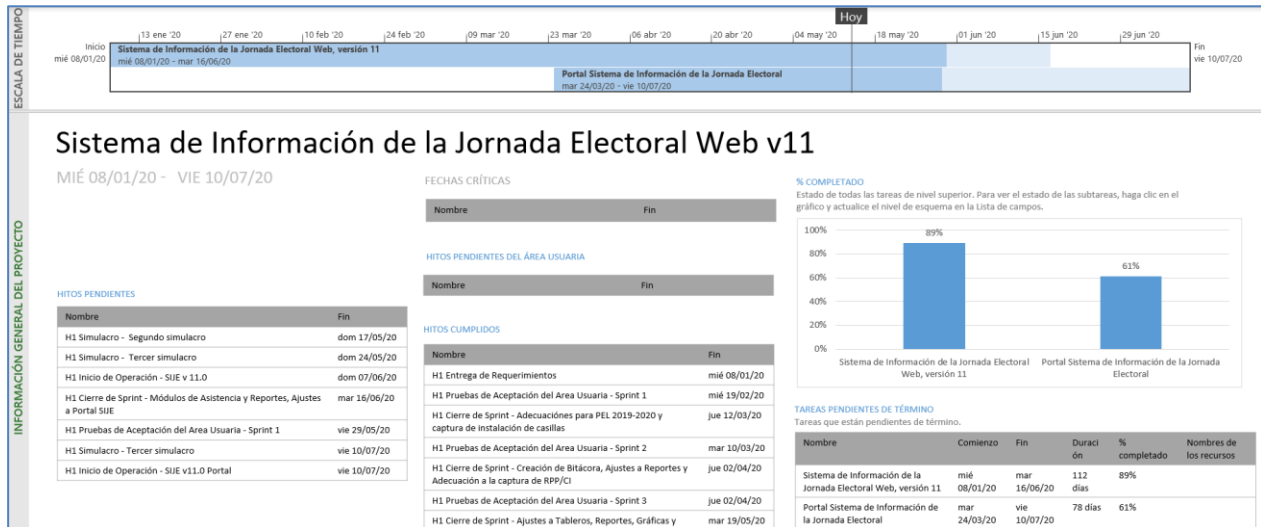 ESCALA DE TIEMPO
Hoy
13 ene '20 27 ene '20 10 feb '20 24 feb '20 09 mar '20 23 mar '20 06 abr '20 20 abr '20 04 may '20 18 may '20 01 jun '20 15 jun '20 29 jun '20
Inicio
mié 08/01/20
Sistema de Información de la Jornada Electoral Web, versión 11
mié 08/01/20 - mar 16/06/20
Portal Sistema de Información de la Jornada Electoral
mar 24/03/20 - vie 10/07/20
Fin
vie 10/07/20
INFORMACIÓN GENERAL DEL PROYECTO
Sistema de Información de la Jornada Electoral Web v11
MIÉ 08/01/20 - VIE 10/07/20
HITOS PENDIENTES
Nombre Fin
H1 Simulacro - Segundo simulacro dom 17/05/20
H1 Simulacro - Tercer simulacro dom 24/05/20
H1 Inicio de Operación - SIJE v 11.0 dom 07/06/20
H1 Cierre de Sprint - Módulos de Asistencia y Reportes, Ajustes mar 16/06/20
a Portal SIJE
H1 Pruebas de Aceptación del Area Usuaria - Sprint 1 vie 29/05/20
H1 Simulacro - Tercer simulacro vie 10/07/20
H1 Inicio de Operación - SIJE v11.0 Portal vie 10/07/20
FECHAS CRÍTICAS
Nombre Fin
HITOS PENDIENTES DEL ÁREA USUARIA
Nombre Fin
HITOS CUMPLIDOS
Nombre Fin
H1 Entrega de Requerimientos mié 08/01/20
H1 Pruebas de Aceptación del Area Usuaria - Sprint 1 mié 19/02/20
H1 Cierre de Sprint - Adecuaciónes para PEL 2019-2020 y jue 12/03/20
captura de instalación de casillas
H1 Pruebas de Aceptación del Area Usuaria - Sprint 2 mar 10/03/20
H1 Cierre de Sprint - Creación de Bitácora, Ajustes a Reportes y jue 02/04/20
Adecuación a la captura de RPP/CI
H1 Pruebas de Aceptación del Area Usuaria - Sprint 3 jue 02/04/20
H1 Cierre de Sprint - Ajustes a Tableros, Reportes, Gráficas y mar 19/05/20
% COMPLETADO
Estado de todas las tareas de nivel superior. Para ver el estado de las subtareas, haga clic en el
gráfico y actualice el nivel de esquema en la Lista de campos.
100%
80%
60%
40%
20%
0%
89%
61%
Sistema de Información de la Jornada Electoral
Web, versión 11
Portal Sistema de Información de la Jornada
Electoral
TAREAS PENDIENTES DE TÉRMINO
Tareas que están pendientes de término.
Nombre Comienzo Fin Duraci % Nombres de
ón completado los recursos
Sistema de Información de la mié mar 112 89%
Jornada Electoral Web, versión 11 08/01/20 16/06/20 días
Portal Sistema de Información de mar vie 78 días 61%
la Jornada Electoral 24/03/20 10/07/20